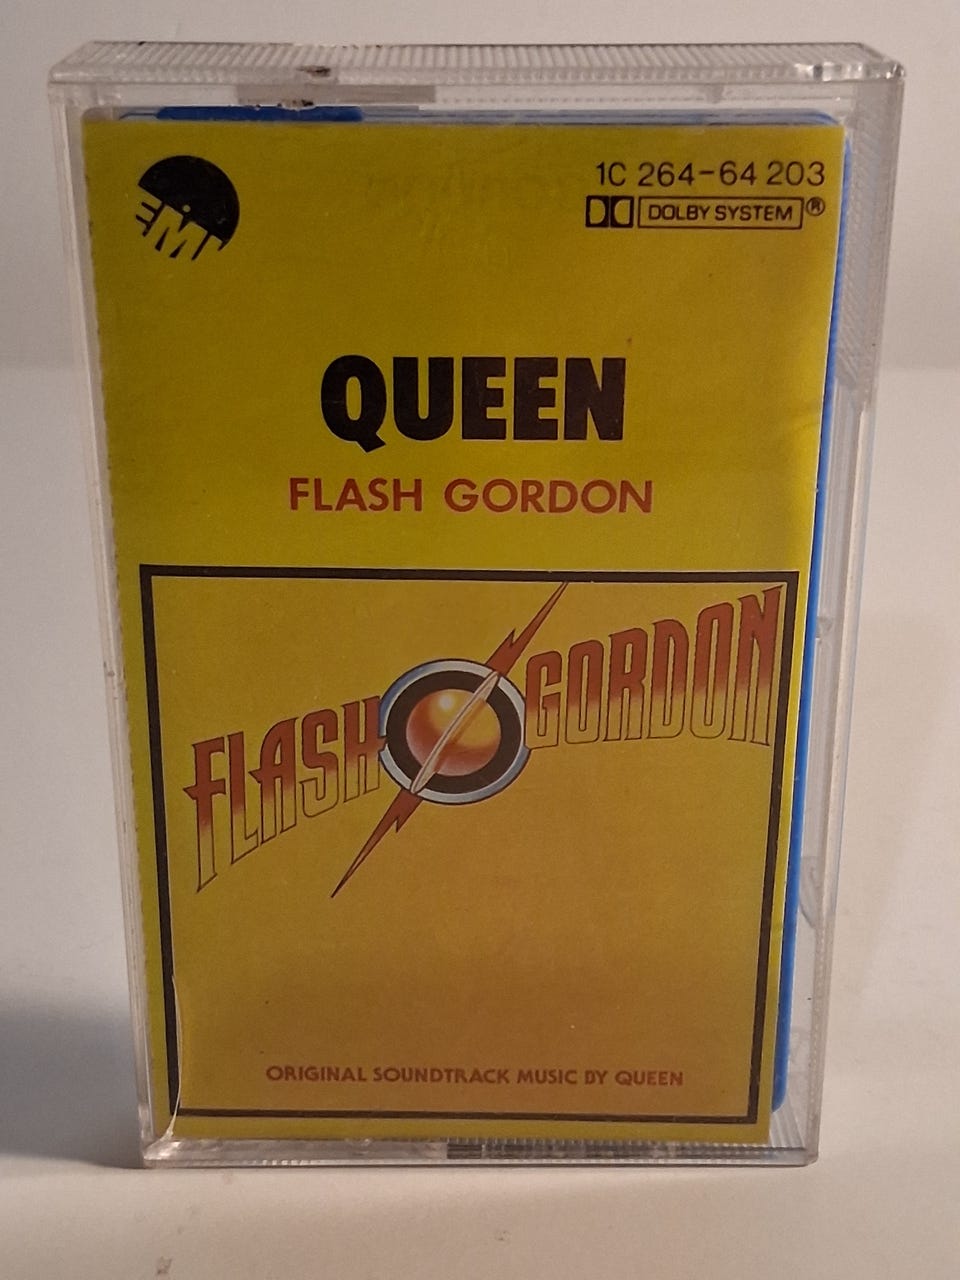 EMI
1C 264-64 203
DOLBY SYSTEM®
QUEEN
FLASH GORDON
FLASH GORDON
ORIGINAL SOUNDTRACK MUSIC BY QUEEN